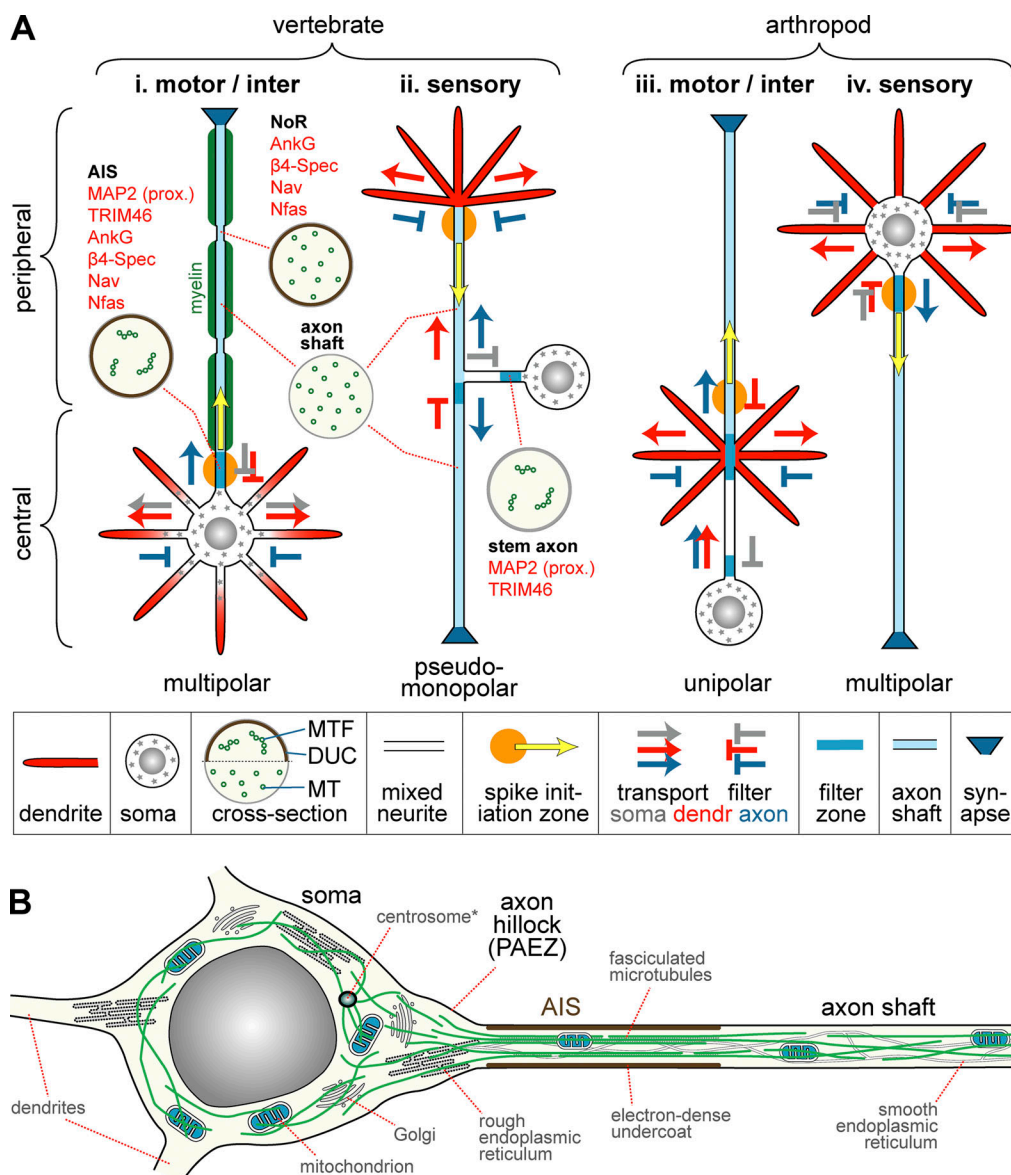 A
vertebrate
arthropod
i. motor / inter
ii. sensory
iii. motor / inter
iv. sensory
peripheral
central
AIS
MAP2 (prox.)
TRIM46
AnkG
β4-Spec
Nav
Nfas
NoR
AnkG
β4-Spec
Nav
Nfas
myelin
axon
shaft
stem axon
MAP2 (prox.)
TRIM46
multipolar
pseudo-
monopolar
unipolar
multipolar
dendrite
soma
MTF
DUC
MT
cross-section
mixed
neurite
spike init-
iation zone
transport filter
soma dendr axon
filter
zone
axon
shaft
syn-
apse
B
soma
centrosome*
axon
hillock
(PAEZ)
fasciculated
microtubules
AIS
axon shaft
dendrites
mitochondrion
Golgi
rough
endoplasmic
reticulum
electron-dense
undercoat
smooth
endoplasmic
reticulum